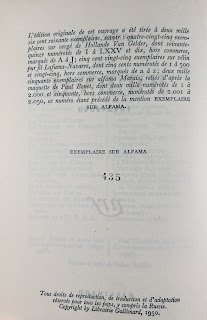 L'édition originale de cet ouvrage a été tirée à deux mille
six cent soixante exemplaires, savoir : quatre-vingt-cinq exem-
plaires sur vergé de Hollande Van Gelder, dont soixante-
quinze numérotés de I à LXXV et dix, hors commerce,
marqués de A à J ; cinq cent vingt-cinq exemplaires sur vélin
pur fil Lafuma-Navarre, dont cinq cents numérotés de 1 à 500
et vingt-cinq, hors commerce, marqués de a à z ; deux mille
cinquante exemplaires sur alfama Marais, reliés d'après la
maquette de Paul Bonet, dont deux mille numérotés de 1 à
2.000 et cinquante, hors commerce, numérotés de 2.001 à
2.050, ce numéro étant précédé de la mention EXEMPLAIRE
SUR ALFAMA.
EXEMPLAIRE SUR ALFAMA
435
nrf
Tous droits de reproduction, de traduction et d'adaptation
réservés pour tous les pays, y compris la Russie.
Copyright by Librairie Gallimard, 1950.